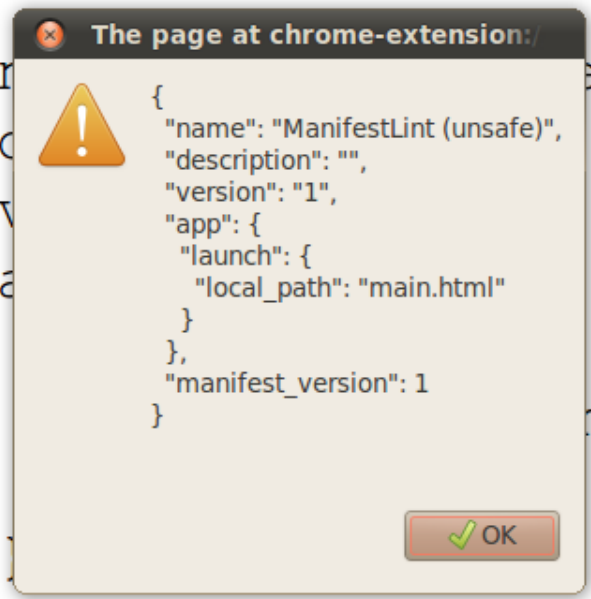 The page at chrome-extension:/
{
 "name": "ManifestLint (unsafe)",
 "description": "",
 "version": "1",
 "app": {
  "launch": {
   "local_path": "main.html"
  }
 },
 "manifest_version": 1
}
OK